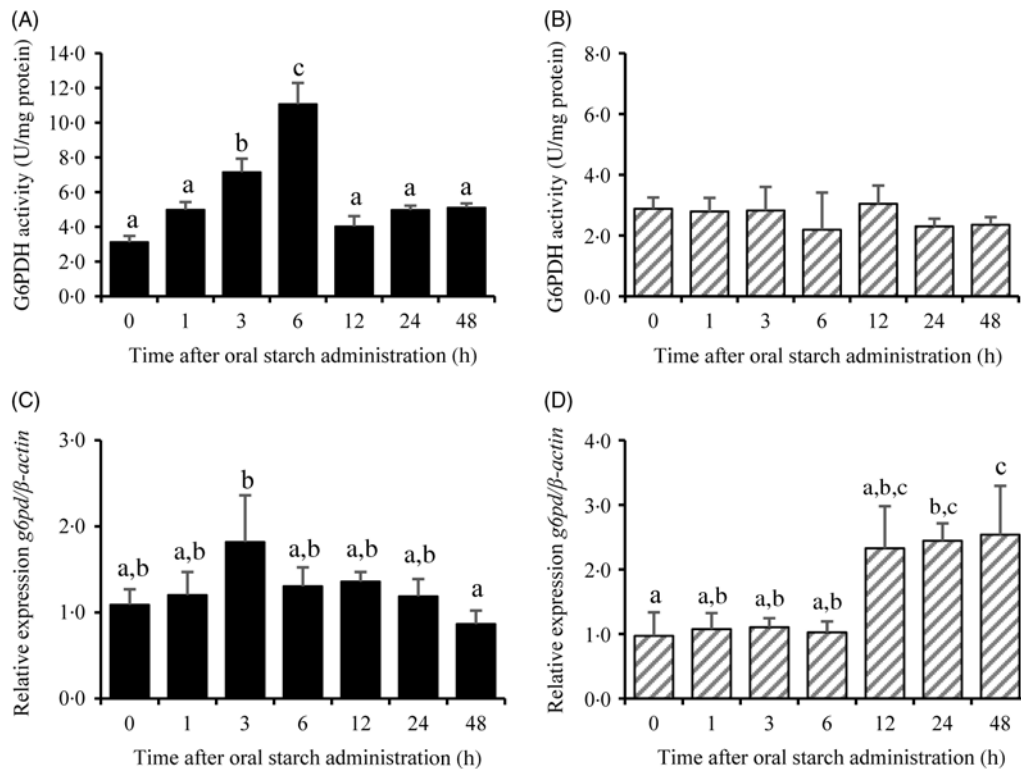 (A)
G6PDH activity (U/mg protein)
14·0
12·0
10·0
8·0
6·0
4·0
2·0
0·0
a
a
b
c
a
a
a
0 1 3 6 12 24 48
Time after oral starch administration (h)
(B)
G6PDH activity (U/mg protein)
8·0
6·0
4·0
2·0
0·0
0 1 3 6 12 24 48
Time after oral starch administration (h)
(C)
Relative expression g6pd/β-actin
3·0
2·0
1·0
0·0
a,b
a,b
b
a,b
a,b
a,b
a
0 1 3 6 12 24 48
Time after oral starch administration (h)
(D)
Relative expression g6pd/β-actin
4·0
3·0
2·0
1·0
0·0
a
a,b
a,b
a,b
a,b,c
b,c
c
0 1 3 6 12 24 48
Time after oral starch administration (h)